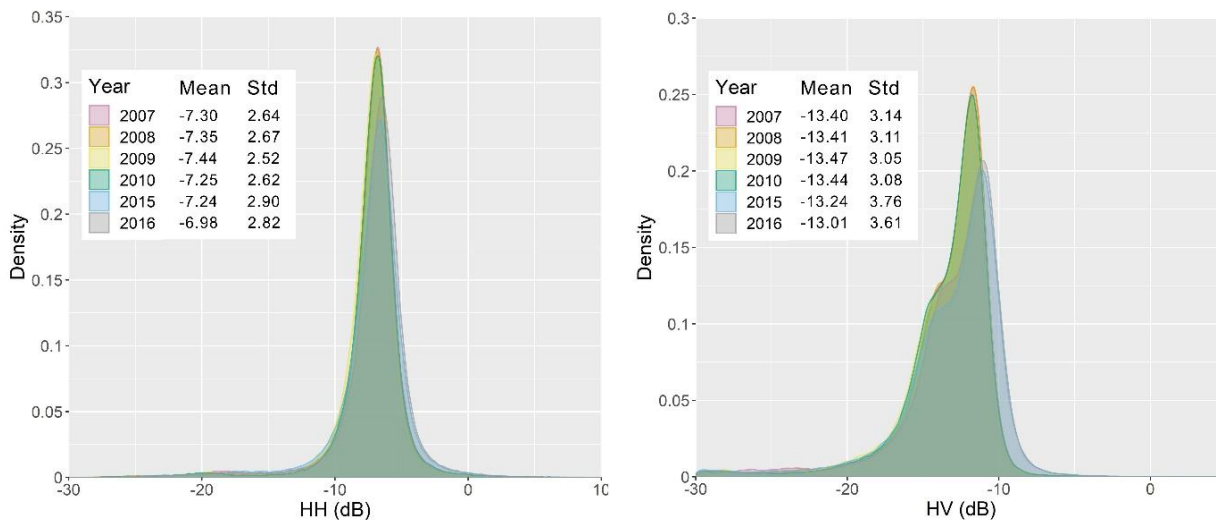 0.35
0.3
0.25
0.2
0.15
0.1
0.05
0
Density
Year Mean Std
2007 -7.30 2.64
2008 -7.35 2.67
2009 -7.44 2.52
2010 -7.25 2.62
2015 -7.24 2.90
2016 -6.98 2.82
-30 -20 -10 0 10
HH (dB)
0.3
0.25
0.2
0.15
0.1
0.05
0
Density
Year Mean Std
2007 -13.40 3.14
2008 -13.41 3.11
2009 -13.47 3.05
2010 -13.44 3.08
2015 -13.24 3.76
2016 -13.01 3.61
-30 -20 -10 0
HV (dB)